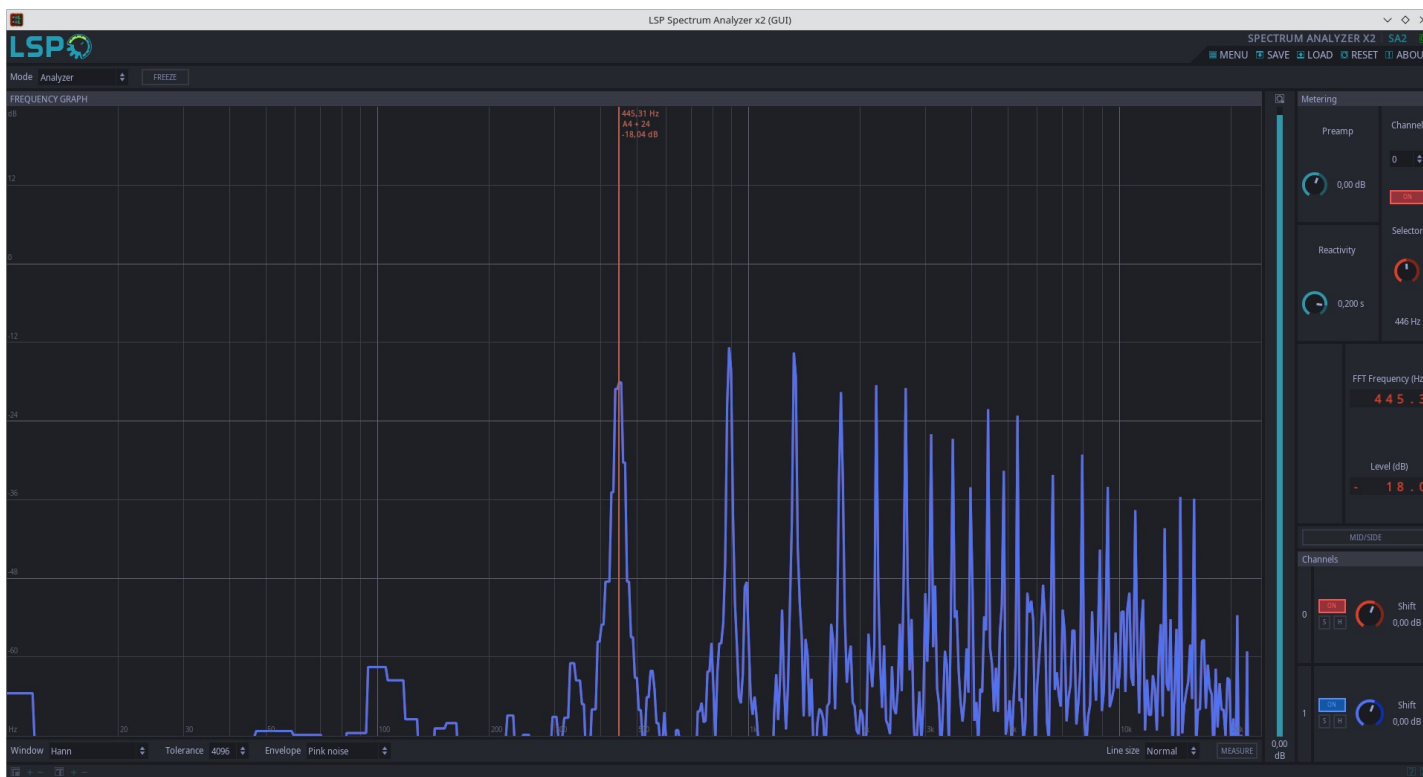 LSP Spectrum Analyzer x2 (GUI)
LSP
SPECTRUM ANALYZER X2 SA2
MENU SAVE LOAD RESET ABOU
Mode Analyzer FREEZE
FREQUENCY GRAPH
Metering
dB
445,31 Hz
A4 + 24
-18,04 dB
Preamp
Channel
0
0,00 dB
ON
12
Selector
Reactivity
0
0,200 s
446 Hz
-12
FFT Frequency (Hz
445.3
-24
Level (dB)
- 18.0
-36
MID/SIDE
Channels
-48
ON
Shift
0
S H
0,00 dB
-60
ON
Shift
1
S H
0,00 dB
Hz 20 30 100 200 1k 3k 10k
Window Hann Tolerance 4096 Envelope Pink noise Line size Normal MEASURE
0,00
dB